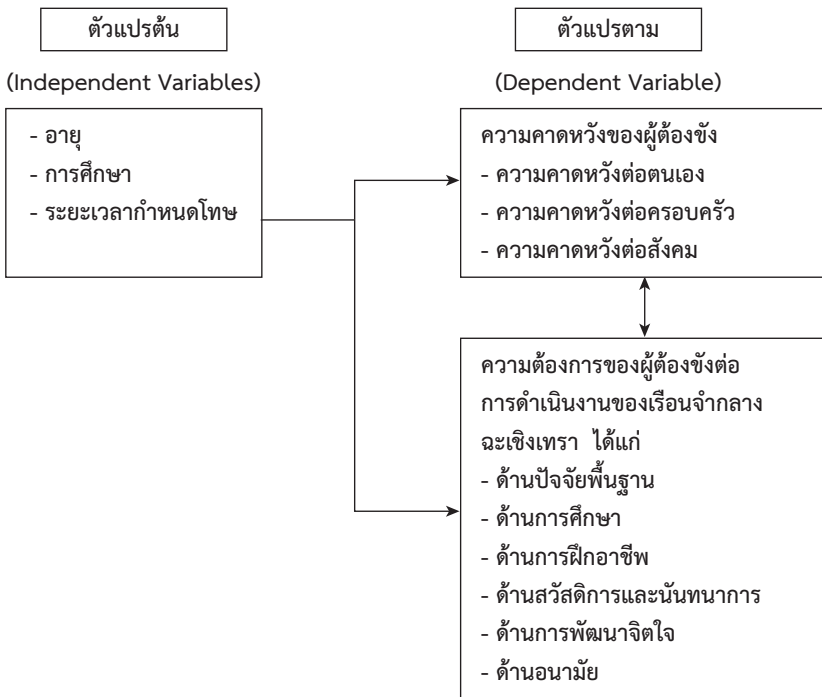 ตัวแปรต้น
(Independent Variables)
- อายุ
- การศึกษา
- ระยะเวลากำหนดโทษ
ตัวแปรตาม
(Dependent Variable)
ความคาดหวังของผู้ต้องขัง
- ความคาดหวังต่อตนเอง
- ความคาดหวังต่อครอบครัว
- ความคาดหวังต่อสังคม
ความต้องการของผู้ต้องขังต่อ
การดำเนินงานของเรือนจำกลาง
ฉะเชิงเทรา ได้แก่
- ด้านปัจจัยพื้นฐาน
- ด้านการศึกษา
- ด้านการฝึกอาชีพ
- ด้านสวัสดิการและนันทนาการ
- ด้านการพัฒนาจิตใจ
- ด้านอนามัย